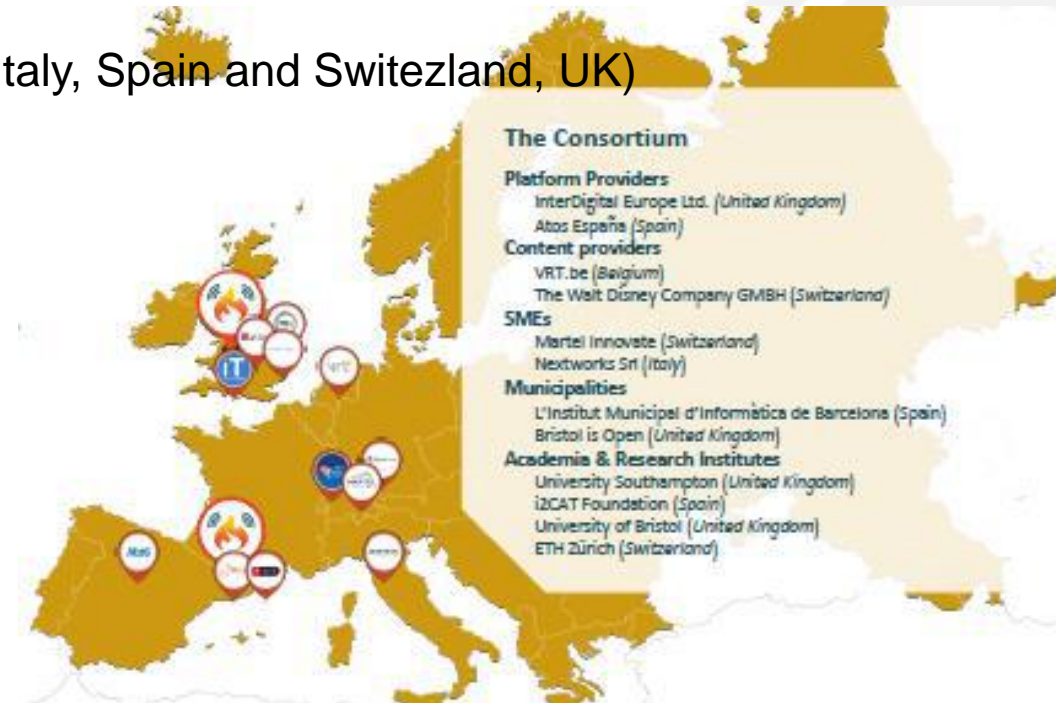 taly, Spain and Switezland, UK)
The Consortium
Platform Providers
InterDigital Europe Ltd. (United Kingdom)
Atos España (Spain)
Content providers
VRT.be (Belgium)
The Walt Disney Company GMBH (Switzerland)
SMEs
Martel Innovate (Switzerland)
Nextworks Srl (Italy)
Municipalities
L'Institut Municipal d'Informàtica de Barcelona (Spain)
Bristol is Open (United Kingdom)
Academia & Research Institutes
University Southampton (United Kingdom)
i2CAT Foundation (Spain)
University of Bristol (United Kingdom)
ETH Zürich (Switzerland)
IT
Atos